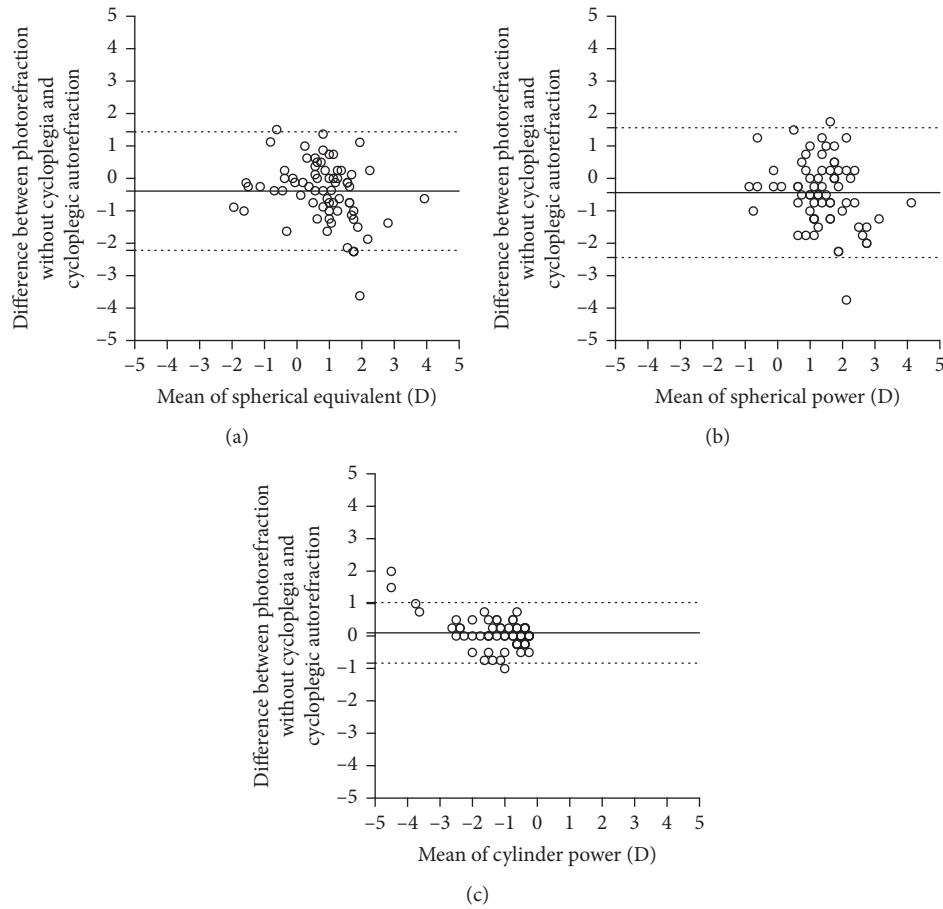 Difference between photorefraction
without cycloplegia and
cycloplegic autorefraction
5
4
3
2
1
0
−1
−2
−3
−4
−5
−5 −4 −3 −2 −1 0 1 2 3 4 5
Mean of spherical equivalent (D)
(a)
Difference between photorefraction
without cycloplegia and
cycloplegic autorefraction
5
4
3
2
1
0
−1
−2
−3
−4
−5
−5 −4 −3 −2 −1 0 1 2 3 4 5
Mean of spherical power (D)
(b)
Difference between photorefraction
without cycloplegia and
cycloplegic autorefraction
5
4
3
2
1
0
−1
−2
−3
−4
−5
−5 −4 −3 −2 −1 0 1 2 3 4 5
Mean of cylinder power (D)
(c)